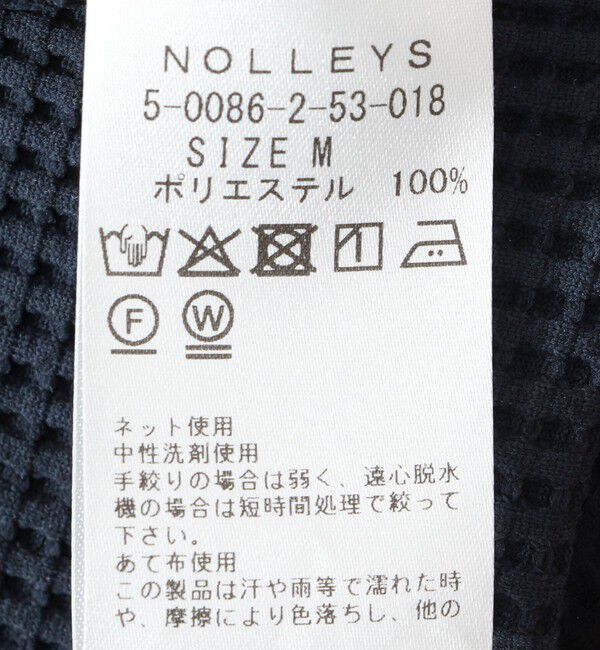 NOLLEYS
5-0086-2-53-018
SIZE M
ポリエステル 100%
F W
ネット使用
中性洗剤使用
手絞りの場合は弱く、遠心脱水
機の場合は短時間処理で絞って
下さい。
あて布使用
この製品は汗や雨等で濡れた時
や、摩擦により色落ちし、他の